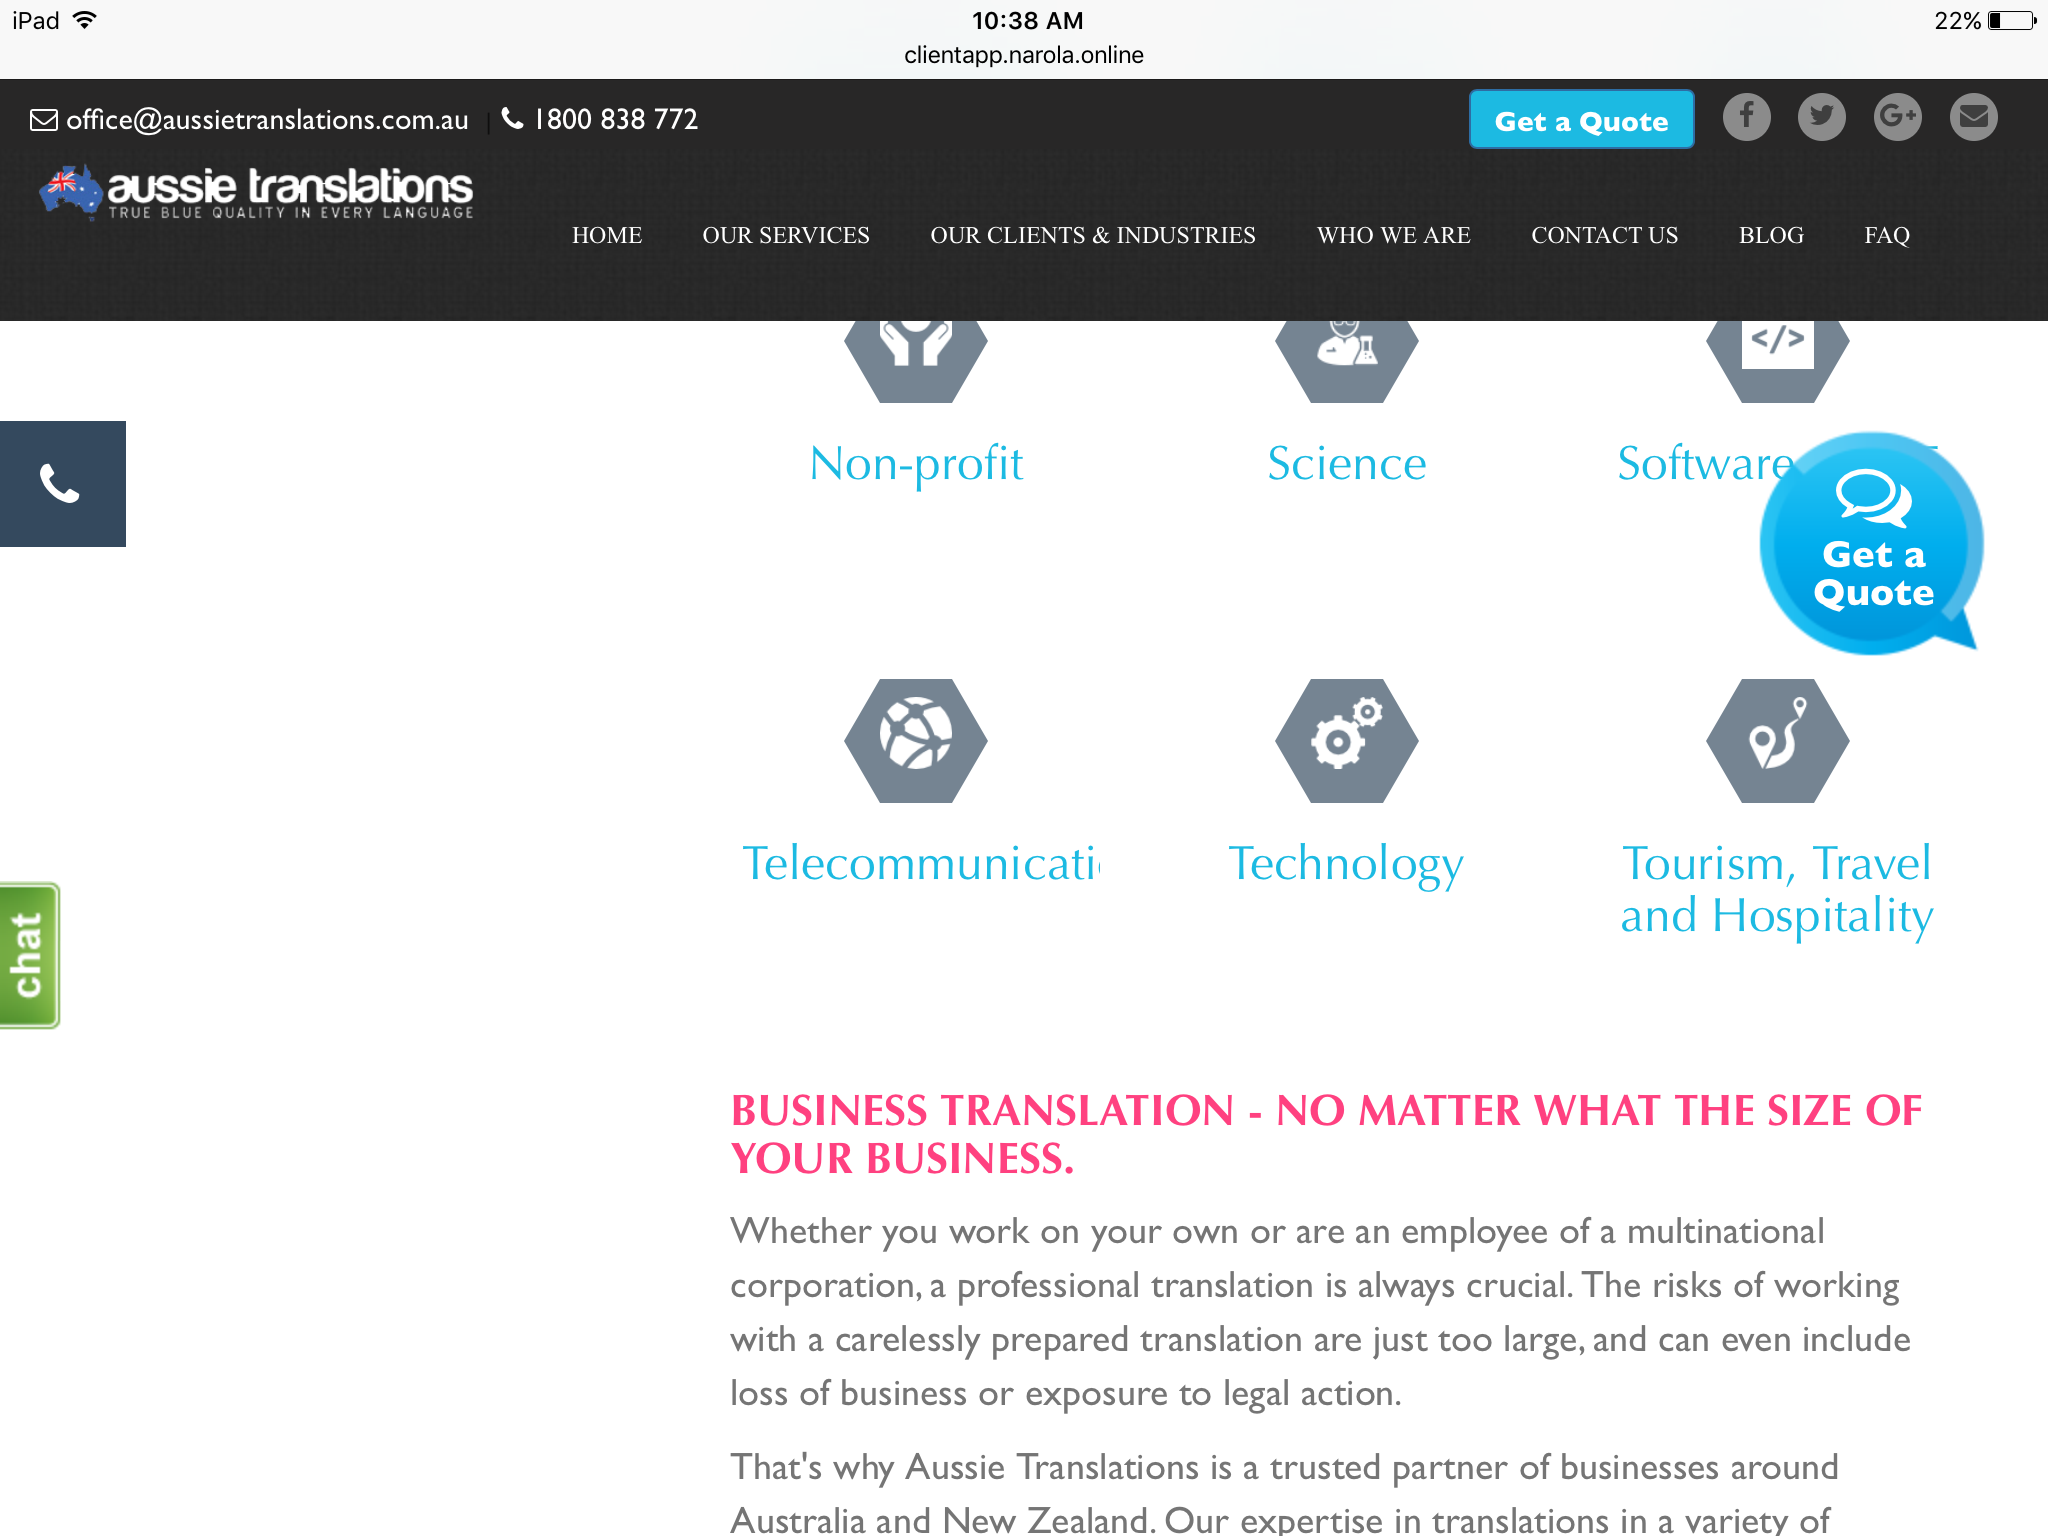 iPad
10:38 AM
22%
clientapp.narola.online
office@aussietranslations.com.au | 1800 838 772
Get a Quote
aussie translations
TRUE BLUE QUALITY IN EVERY LANGUAGE
HOME OUR SERVICES OUR CLIENTS & INDUSTRIES WHO WE ARE CONTACT US BLOG FAQ
</>
Non-profit Science Software
Get a
Quote
Telecommunicati Technology Tourism, Travel
and Hospitality
chat
BUSINESS TRANSLATION - NO MATTER WHAT THE SIZE OF
YOUR BUSINESS.
Whether you work on your own or are an employee of a multinational
corporation, a professional translation is always crucial. The risks of working
with a carelessly prepared translation are just too large, and can even include
loss of business or exposure to legal action.
That's why Aussie Translations is a trusted partner of businesses around
Australia and New Zealand. Our expertise in translations in a variety of